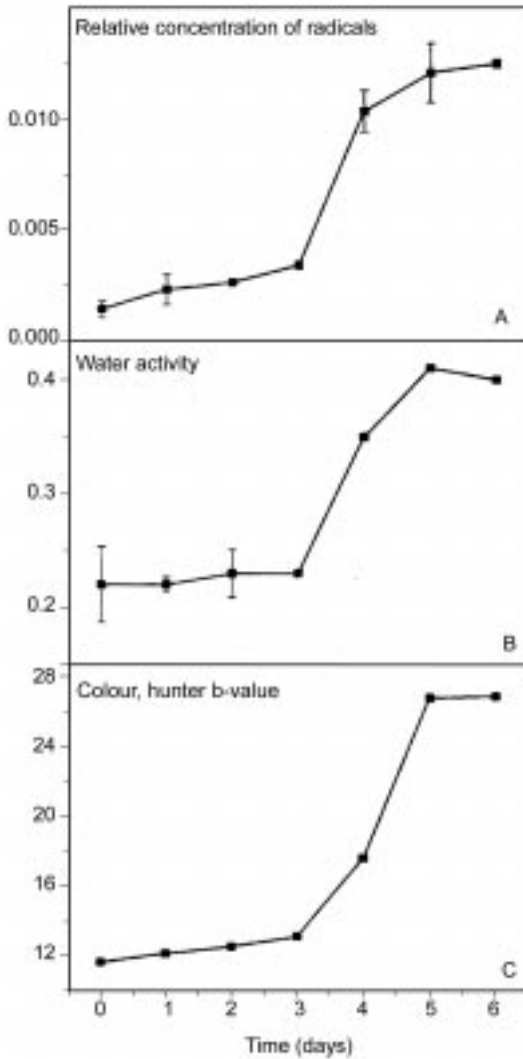 Relative concentration of radicals
0.010
0.005
0.000
A
Water activity
0.4
0.3
0.2
B
Colour, hunter b-value
28
24
20
16
12
C
0 1 2 3 4 5 6
Time (days)